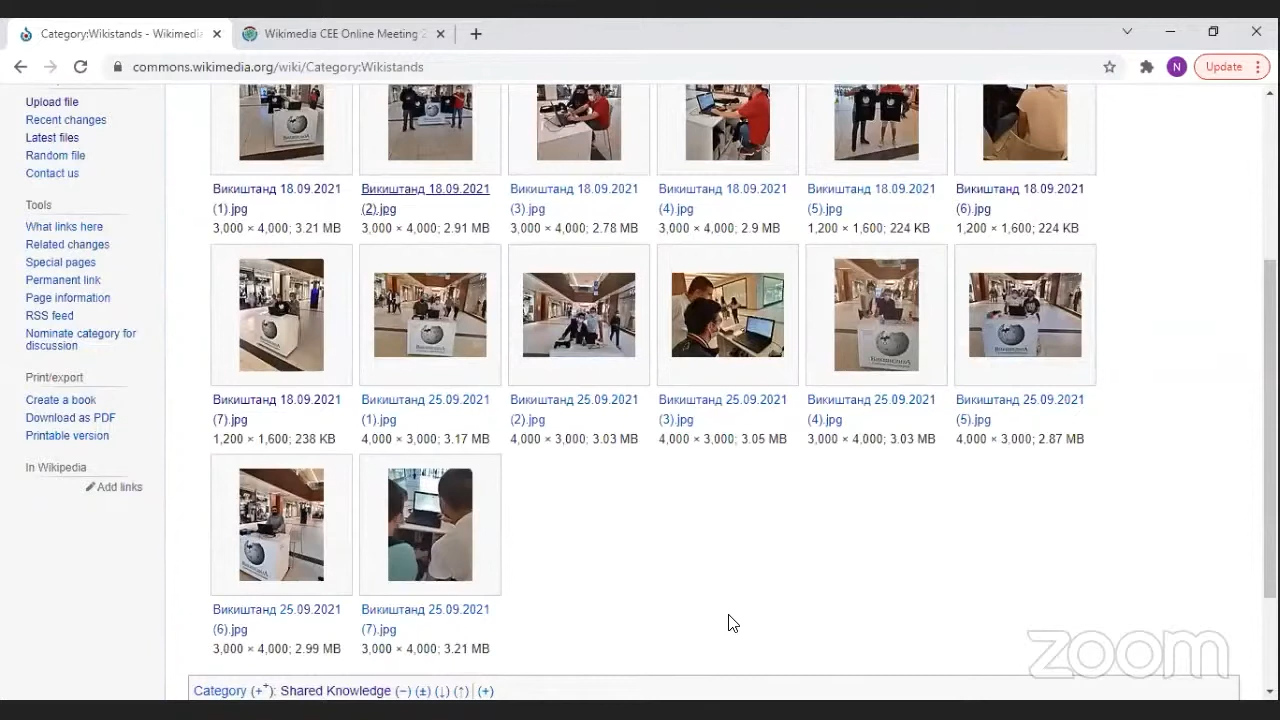 Category:Wikistands - Wikimedia
Wikimedia CEE Online Meeting 2
commons.wikimedia.org/wiki/Category:Wikistands
N
Update
Upload file
Recent changes
Latest files
Random file
Contact us
Tools
What links here
Related changes
Special pages
Permanent link
Page information
RSS feed
Nominate category for
discussion
Print/export
Create a book
Download as PDF
Printable version
In Wikipedia
Add links
Викиштанд 18.09.2021
(1).jpg
3,000 × 4,000; 3.21 MB
Викиштанд 18.09.2021
(2).jpg
3,000 × 4,000; 2.91 MB
Викиштанд 18.09.2021
(3).jpg
3,000 × 4,000; 2.78 MB
Викиштанд 18.09.2021
(4).jpg
3,000 × 4,000; 2.9 MB
Викиштанд 18.09.2021
(5).jpg
1,200 × 1,600; 224 KB
Викиштанд 18.09.2021
(6).jpg
1,200 × 1,600; 224 KB
Викиштанд 18.09.2021
(7).jpg
1,200 × 1,600; 238 KB
Викиштанд 25.09.2021
(1).jpg
4,000 × 3,000; 3.17 MB
Викиштанд 25.09.2021
(2).jpg
4,000 × 3,000; 3.03 MB
Викиштанд 25.09.2021
(3).jpg
4,000 × 3,000; 3.05 MB
Викиштанд 25.09.2021
(4).jpg
3,000 × 4,000; 3.03 MB
Викиштанд 25.09.2021
(5).jpg
4,000 × 3,000; 2.87 MB
Викиштанд 25.09.2021
(6).jpg
3,000 × 4,000; 2.99 MB
Викиштанд 25.09.2021
(7).jpg
3,000 × 4,000; 3.21 MB
Category (+⁺): Shared Knowledge (−) (±) (↓) (↑) | (+)
zoom